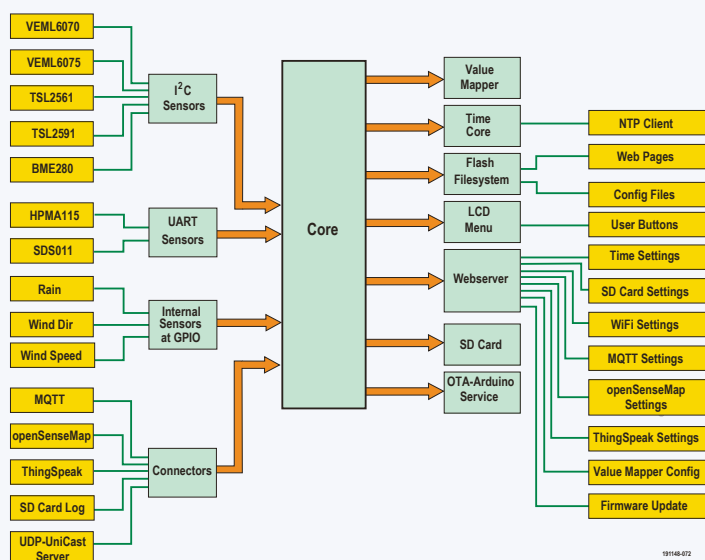 VEML6070
VEML6075
TSL2561
TSL2591
BME280
I²C
Sensors
HPMA115
SDS011
UART
Sensors
Rain
Wind Dir
Wind Speed
Internal
Sensors
at GPIO
MQTT
openSenseMap
ThingSpeak
SD Card Log
UDP-UniCast
Server
Connectors
Core
Value
Mapper
Time
Core
Flash
Filesystem
LCD
Menu
Webserver
SD Card
OTA-Arduino
Service
NTP Client
Web Pages
Config Files
User Buttons
Time Settings
SD Card Settings
WiFi Settings
MQTT Settings
openSenseMap
Settings
ThingSpeak Settings
Value Mapper Config
Firmware Update
191148-072